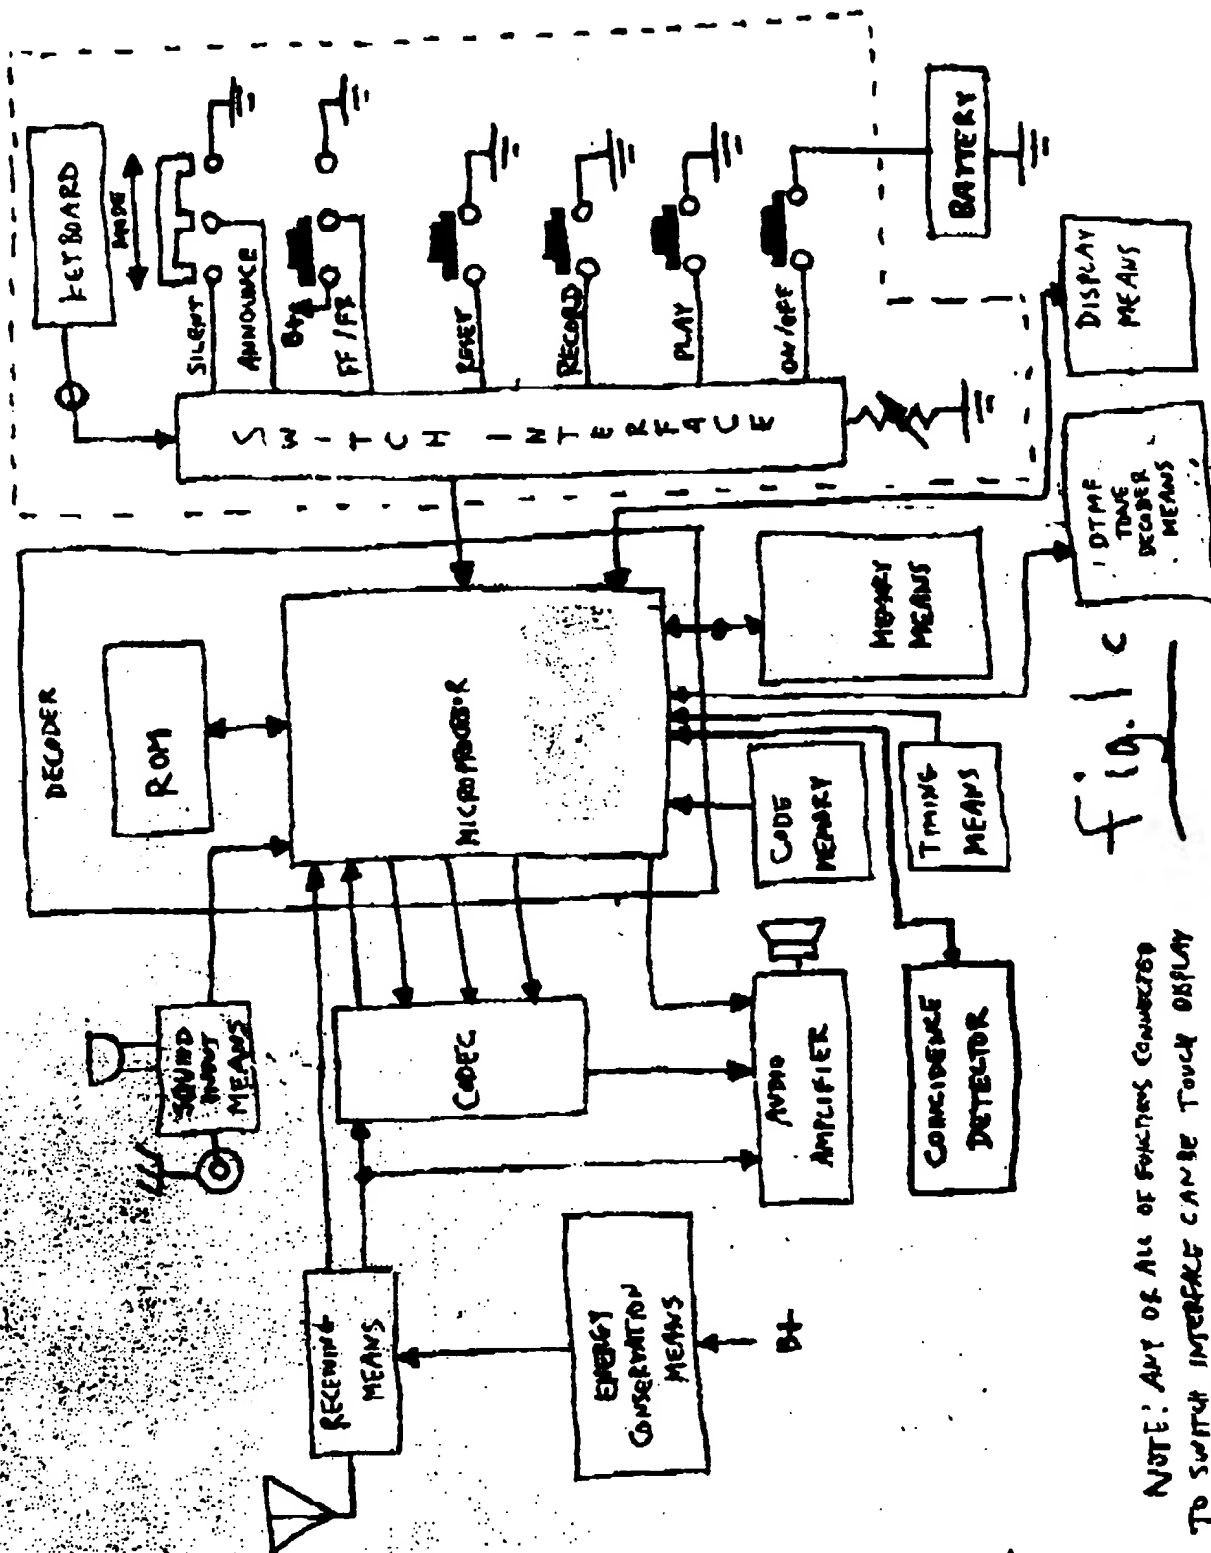 KEYBOARD
MODE
SILENT
ANNOUNCE
B+
FF/FR
RESET
RECORD
PLAY
ON/OFF
BATTERY
SWITCH INTERFACE
DISPLAY
MEANS
DTMF
TONE
DECODER
MEANS
DECODER
ROM
MICROPROCESSOR
MEMORY
MEANS
CODE
MEMORY
TIMING
MEANS
SOUND
INPUT
MEANS
CODEC
AUDIO
AMPLIFIER
COINCIDENCE
DETECTOR
RECEIVING
MEANS
ENERGY
CONSERVATION
MEANS
B+
Fig. 1c
NOTE: ANY OR ALL OF FUNCTIONS CONNECTED
TO SWITCH INTERFACE CAN BE TOUCH DISPLAY